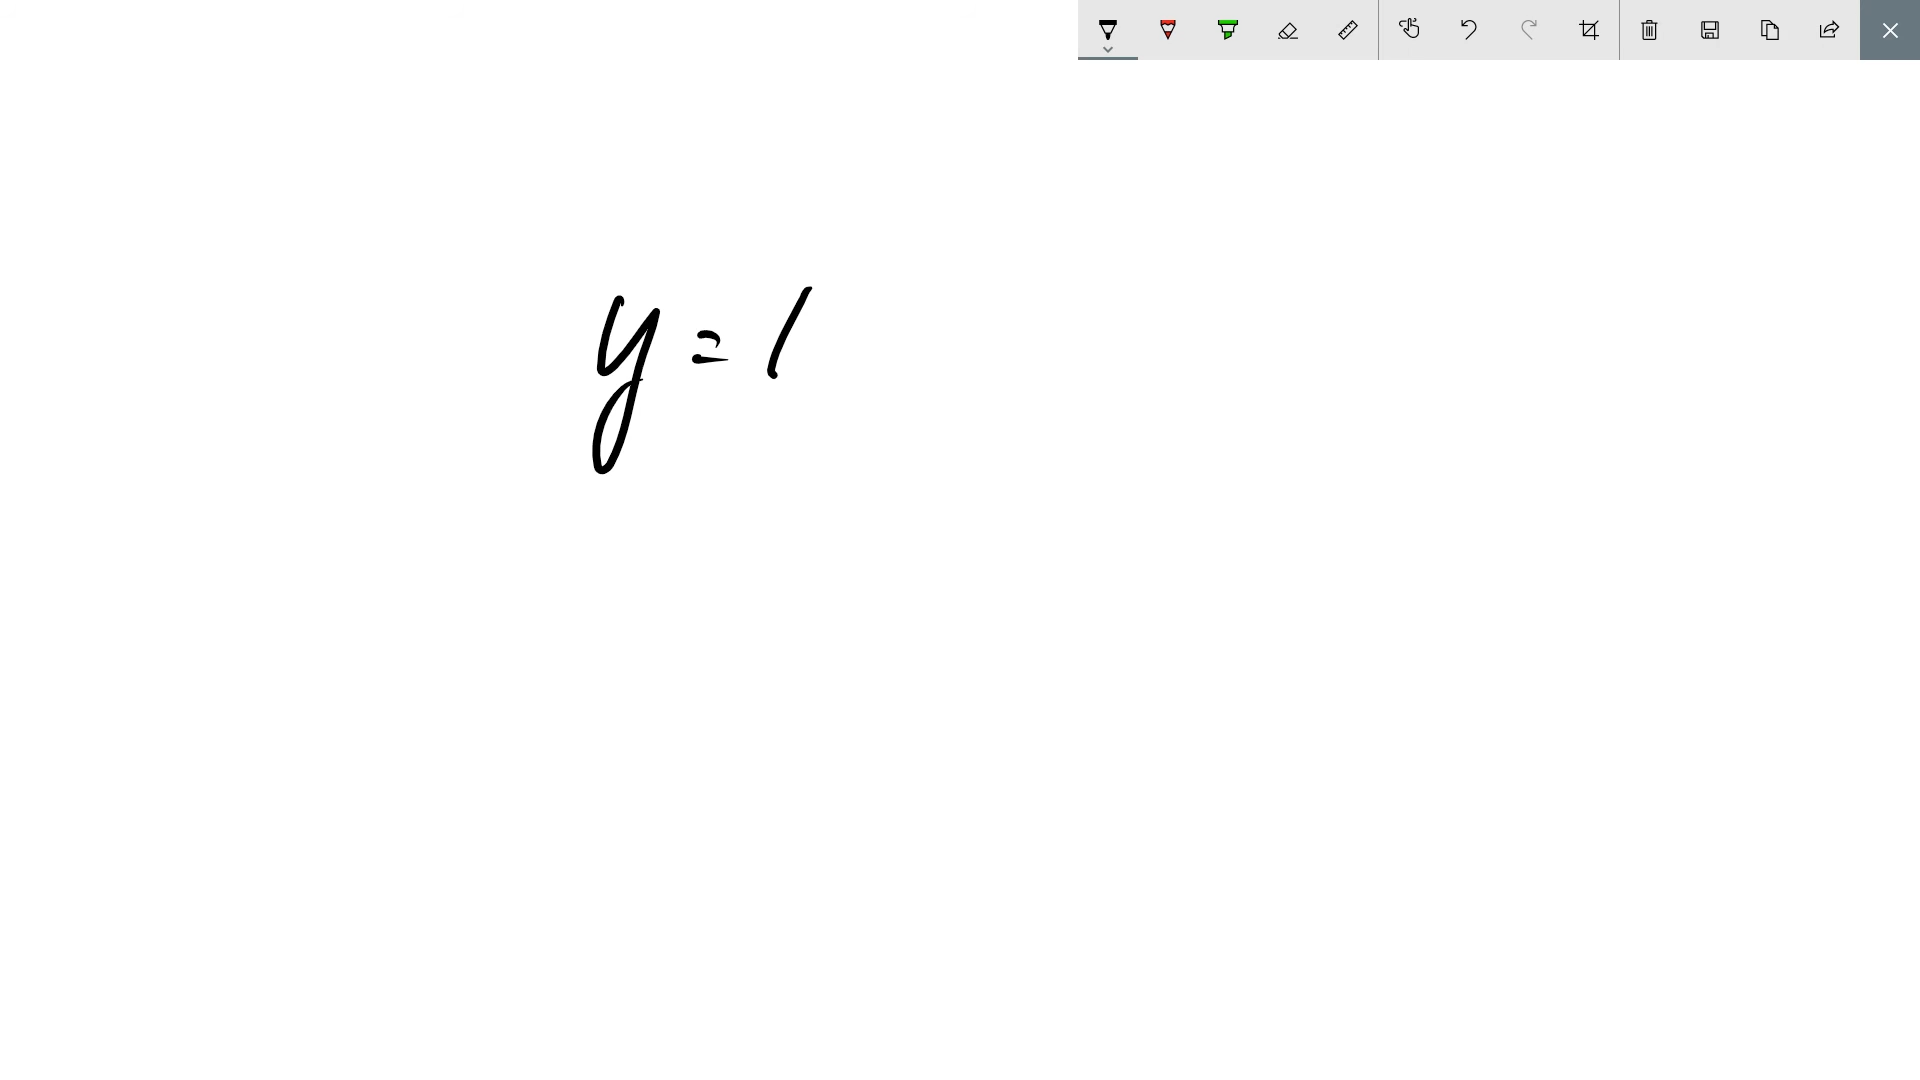 y = 1